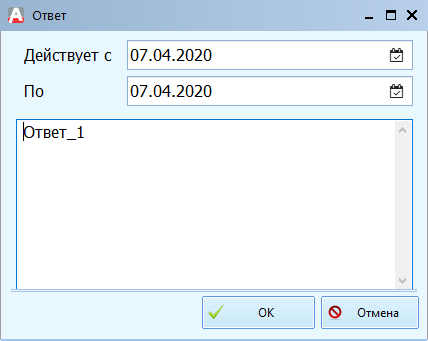 Ответ
Действует с 07.04.2020
По 07.04.2020
Ответ_1
OK Отмена